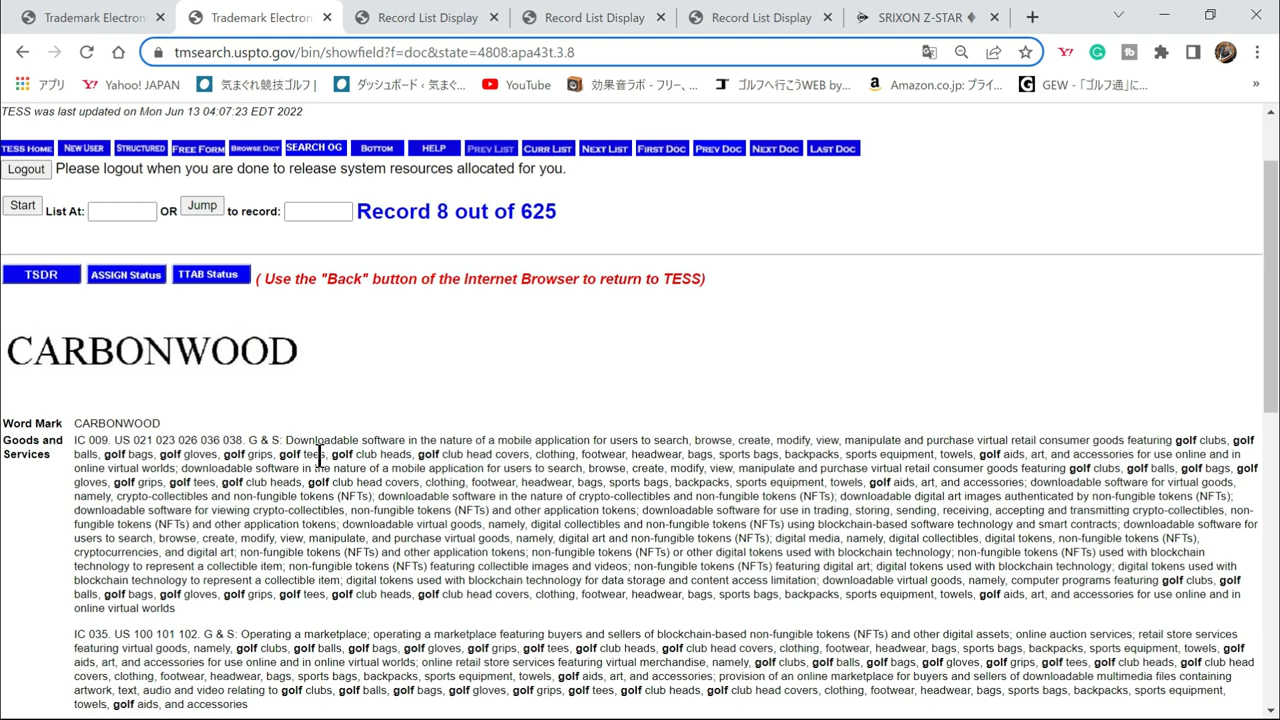 Trademark Electron
Trademark Electron
Record List Display
Record List Display
Record List Display
SRIXON Z-STAR
tmsearch.uspto.gov/bin/showfield?f=doc&state=4808:apa43t.3.8
アプリ
Yahoo! JAPAN
気まぐれ競技ゴルフ |
ダッシュボード ‹ 気まぐ...
YouTube
効果音ラボ - フリー、...
ゴルフへ行こうWEB by...
Amazon.co.jp: プライ...
GEW -「ゴルフ通」に...
»
TESS was last updated on Mon Jun 13 04:07:23 EDT 2022
TESS HOME NEW USER STRUCTURED FREE FORM BROWSE DICT SEARCH OG BOTTOM HELP PREV LIST CURR LIST NEXT LIST FIRST DOC PREV DOC NEXT DOC LAST DOC
Logout Please logout when you are done to release system resources allocated for you.
Start List At: OR Jump to record: Record 8 out of 625
TSDR ASSIGN Status TTAB Status ( Use the "Back" button of the Internet Browser to return to TESS)
CARBONWOOD
Word Mark CARBONWOOD
Goods and Services
IC 009. US 021 023 026 036 038. G & S: Downloadable software in the nature of a mobile application for users to search, browse, create, modify, view, manipulate and purchase virtual retail consumer goods featuring golf clubs, golf
balls, golf bags, golf gloves, golf grips, golf tees, golf club heads, golf club head covers, clothing, footwear, headwear, bags, sports bags, backpacks, sports equipment, towels, golf aids, art, and accessories for use online and in
online virtual worlds; downloadable software in the nature of a mobile application for users to search, browse, create, modify, view, manipulate and purchase virtual retail consumer goods featuring golf clubs, golf balls, golf bags, golf
gloves, golf grips, golf tees, golf club heads, golf club head covers, clothing, footwear, headwear, bags, sports bags, backpacks, sports equipment, towels, golf aids, art, and accessories; downloadable software for virtual goods,
namely, crypto-collectibles and non-fungible tokens (NFTs); downloadable software in the nature of crypto-collectibles and non-fungible tokens (NFTs); downloadable digital art images authenticated by non-fungible tokens (NFTs);
downloadable software for viewing crypto-collectibles, non-fungible tokens (NFTs) and other application tokens; downloadable software for use in trading, storing, sending, receiving, accepting and transmitting crypto-collectibles, non-
fungible tokens (NFTs) and other application tokens; downloadable virtual goods, namely, digital collectibles and non-fungible tokens (NFTs) using blockchain-based software technology and smart contracts; downloadable software for
users to search, browse, create, modify, view, manipulate, and purchase virtual goods, namely, digital art and non-fungible tokens (NFTs); digital media, namely, digital collectibles, digital tokens, non-fungible tokens (NFTs),
cryptocurrencies, and digital art; non-fungible tokens (NFTs) and other application tokens; non-fungible tokens (NFTs) or other digital tokens used with blockchain technology; non-fungible tokens (NFTs) used with blockchain
technology to represent a collectible item; non-fungible tokens (NFTs) featuring collectible images and videos; non-fungible tokens (NFTs) featuring digital art; digital tokens used with blockchain technology; digital tokens used with
blockchain technology to represent a collectible item; digital tokens used with blockchain technology for data storage and content access limitation; downloadable virtual goods, namely, computer programs featuring golf clubs, golf
balls, golf bags, golf gloves, golf grips, golf tees, golf club heads, golf club head covers, clothing, footwear, headwear, bags, sports bags, backpacks, sports equipment, towels, golf aids, art, and accessories for use online and in
online virtual worlds
IC 035. US 100 101 102. G & S: Operating a marketplace; operating a marketplace featuring buyers and sellers of blockchain-based non-fungible tokens (NFTs) and other digital assets; online auction services; retail store services
featuring virtual goods, namely, golf clubs, golf balls, golf bags, golf gloves, golf grips, golf tees, golf club heads, golf club head covers, clothing, footwear, headwear, bags, sports bags, backpacks, sports equipment, towels, golf
aids, art, and accessories for use online and in online virtual worlds; online retail store services featuring virtual merchandise, namely, golf clubs, golf balls, golf bags, golf gloves, golf grips, golf tees, golf club heads, golf club head
covers, clothing, footwear, headwear, bags, sports bags, backpacks, sports equipment, towels, golf aids, art, and accessories; provision of an online marketplace for buyers and sellers of downloadable multimedia files containing
artwork, text, audio and video relating to golf clubs, golf balls, golf bags, golf gloves, golf grips, golf tees, golf club heads, golf club head covers, clothing, footwear, headwear, bags, sports bags, backpacks, sports equipment,
towels, golf aids, and accessories